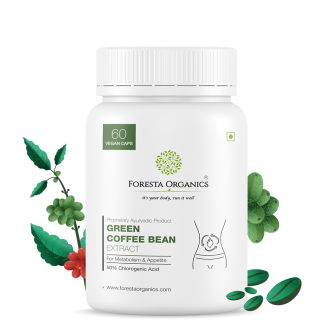 60
VEGAN CAPS
FORESTA ORGANICS®
it's your body, run it well
Proprietary Ayurvedic Product
GREEN
COFFEE BEAN
EXTRACT
For Metabolism & Appetite
50% Chlorogenic Acid
www.forestaorganics.com